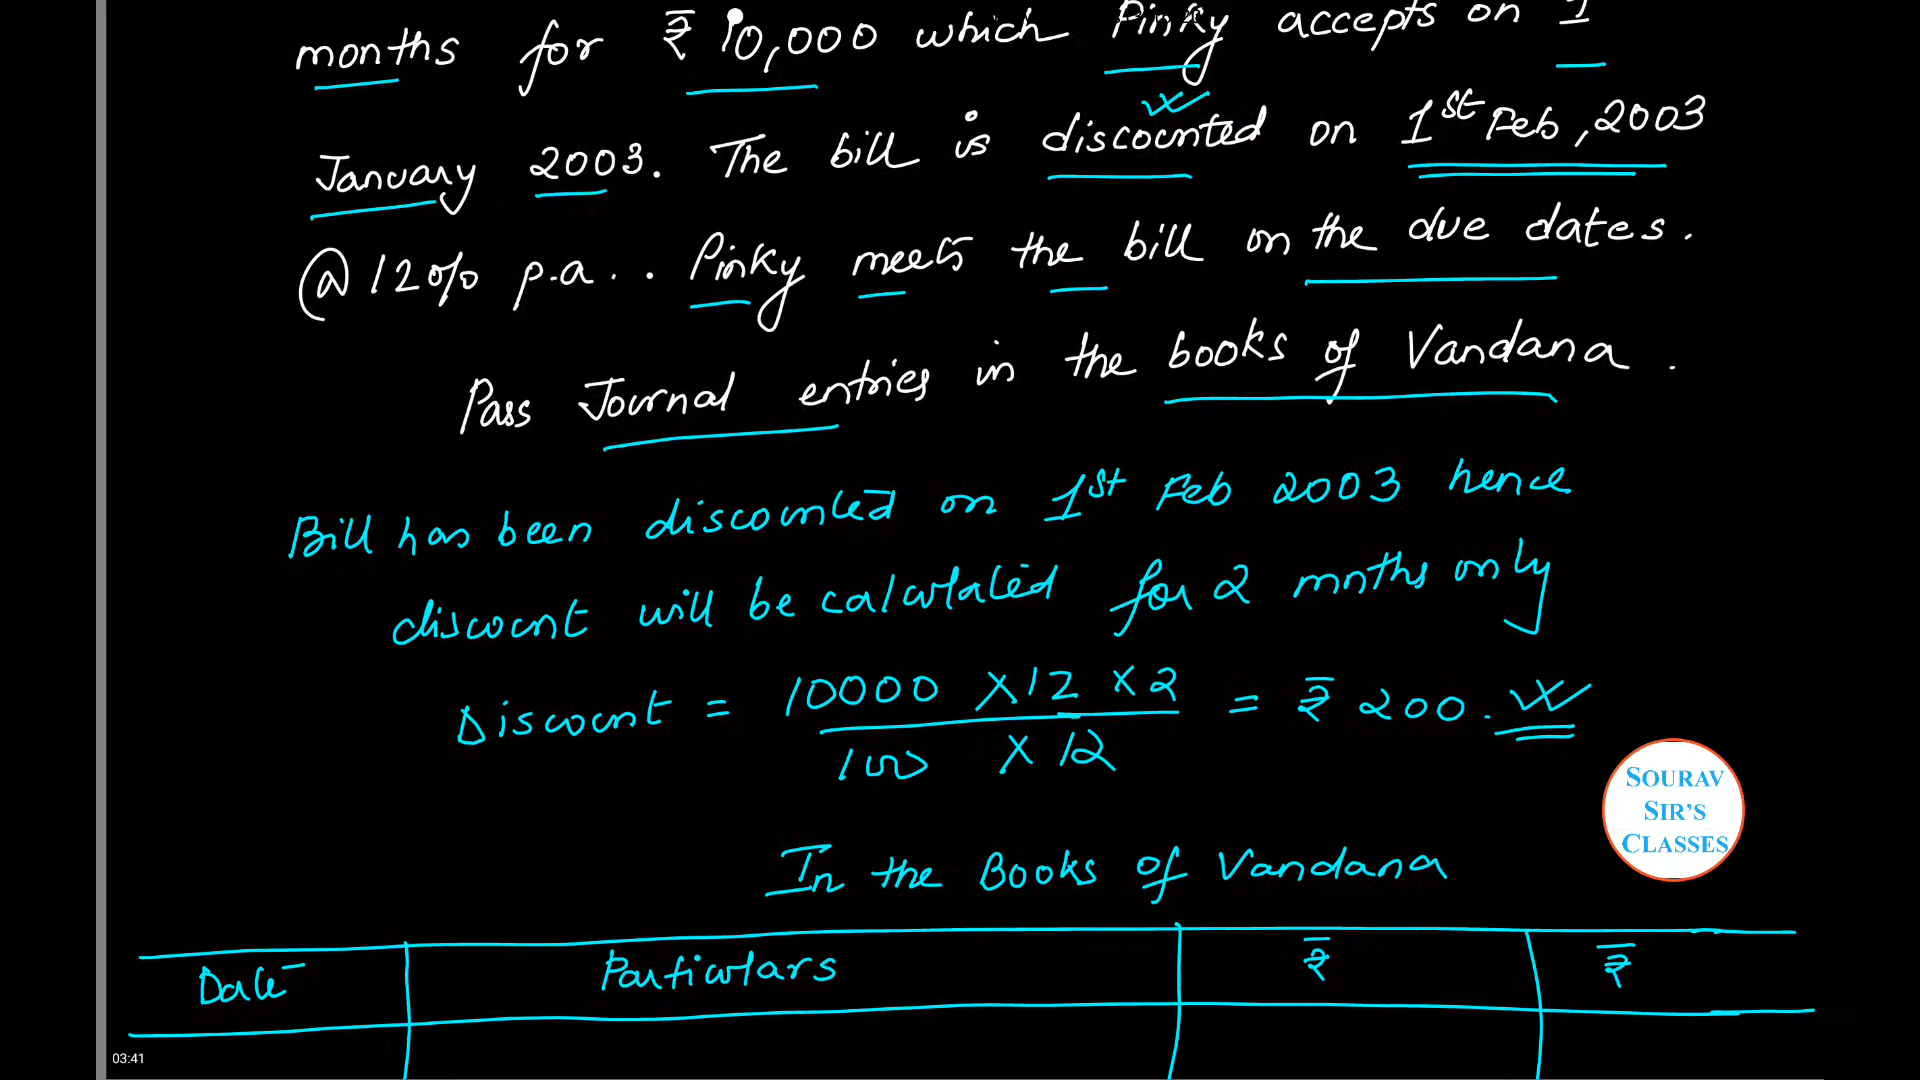 months for ₹ 10,000 which Pinky accepts on 1
January 2003. The bill is discounted on 1st Feb, 2003
@ 12% p.a.. Pinky meets the bill on the due dates.
Pass Journal entries in the books of Vandana.
Bill has been discounted on 1st Feb 2003 hence
discount will be calculated for 2 mnths only
Discount = 10000 X 12 X 2 = ₹ 200.
100 X 12
SOURAV
SIR'S
CLASSES
In the Books of Vandana
Date Particulars ₹ ₹
03:41